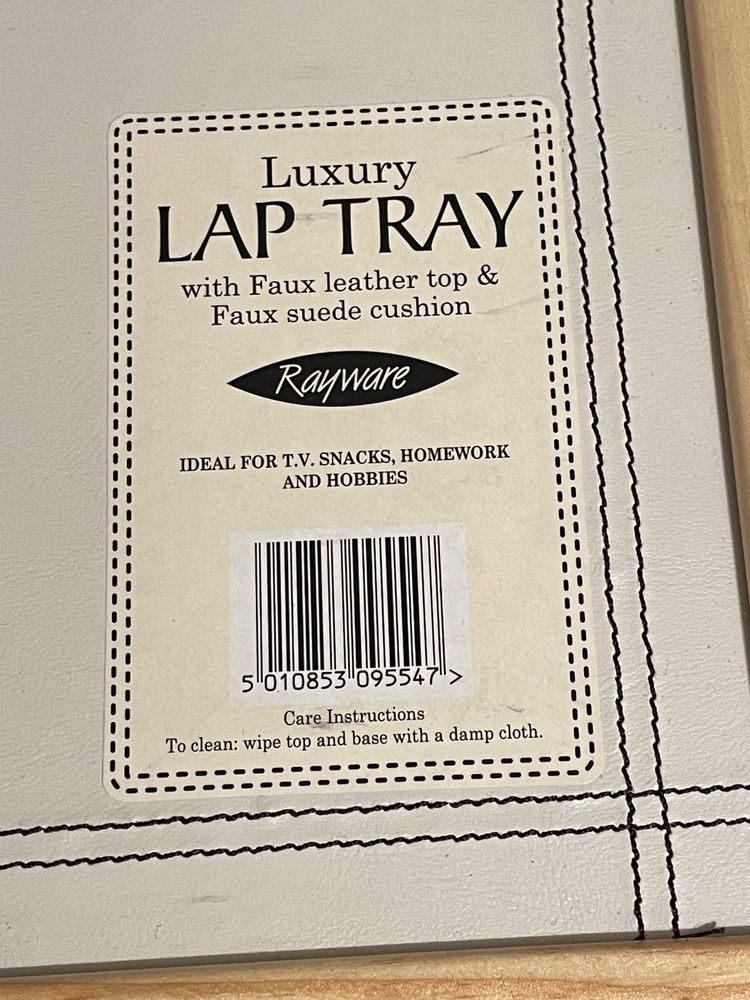 Luxury
LAP TRAY
with Faux leather top &
Faux suede cushion
Rayware
IDEAL FOR T.V. SNACKS, HOMEWORK
AND HOBBIES
5 010853 095547 >
Care Instructions
To clean: wipe top and base with a damp cloth.